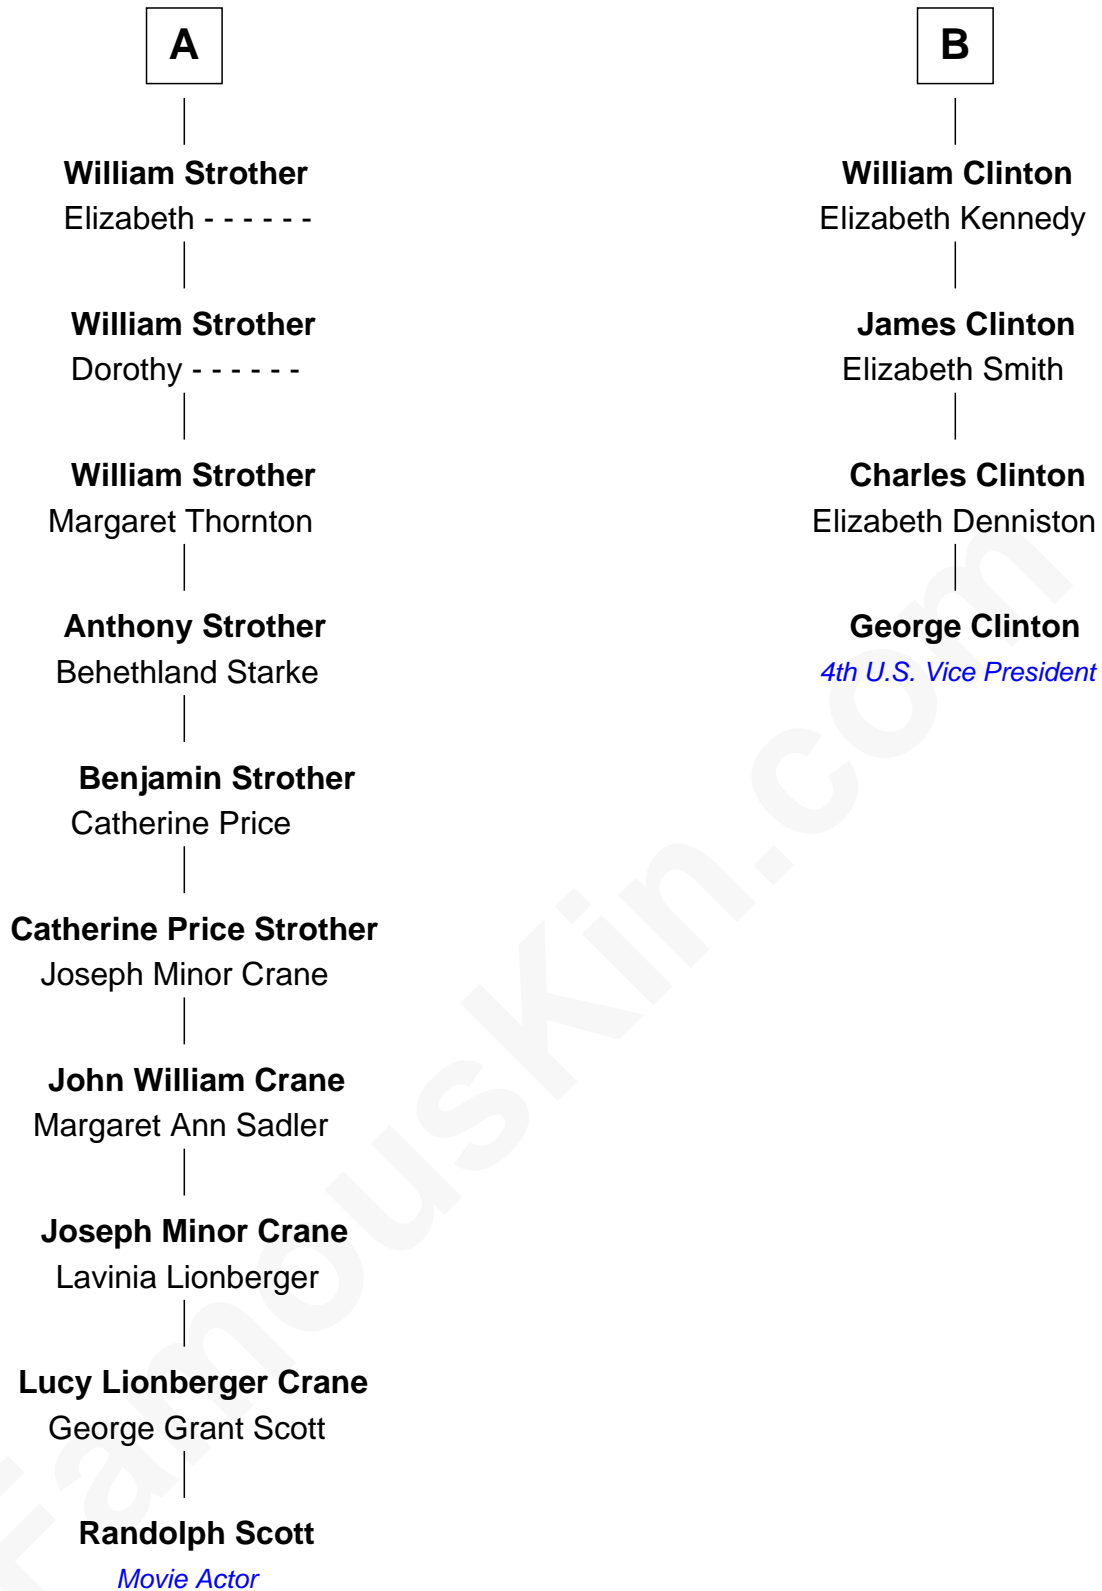 A
William Strother
Elizabeth - - - - - -
William Strother
Dorothy - - - - - -
William Strother
Margaret Thornton
Anthony Strother
Behethland Starke
Benjamin Strother
Catherine Price
Catherine Price Strother
Joseph Minor Crane
John William Crane
Margaret Ann Sadler
Joseph Minor Crane
Lavinia Lionberger
Lucy Lionberger Crane
George Grant Scott
Randolph Scott
Movie Actor
B
William Clinton
Elizabeth Kennedy
James Clinton
Elizabeth Smith
Charles Clinton
Elizabeth Denniston
George Clinton
4th U.S. Vice President
FamousKin.com